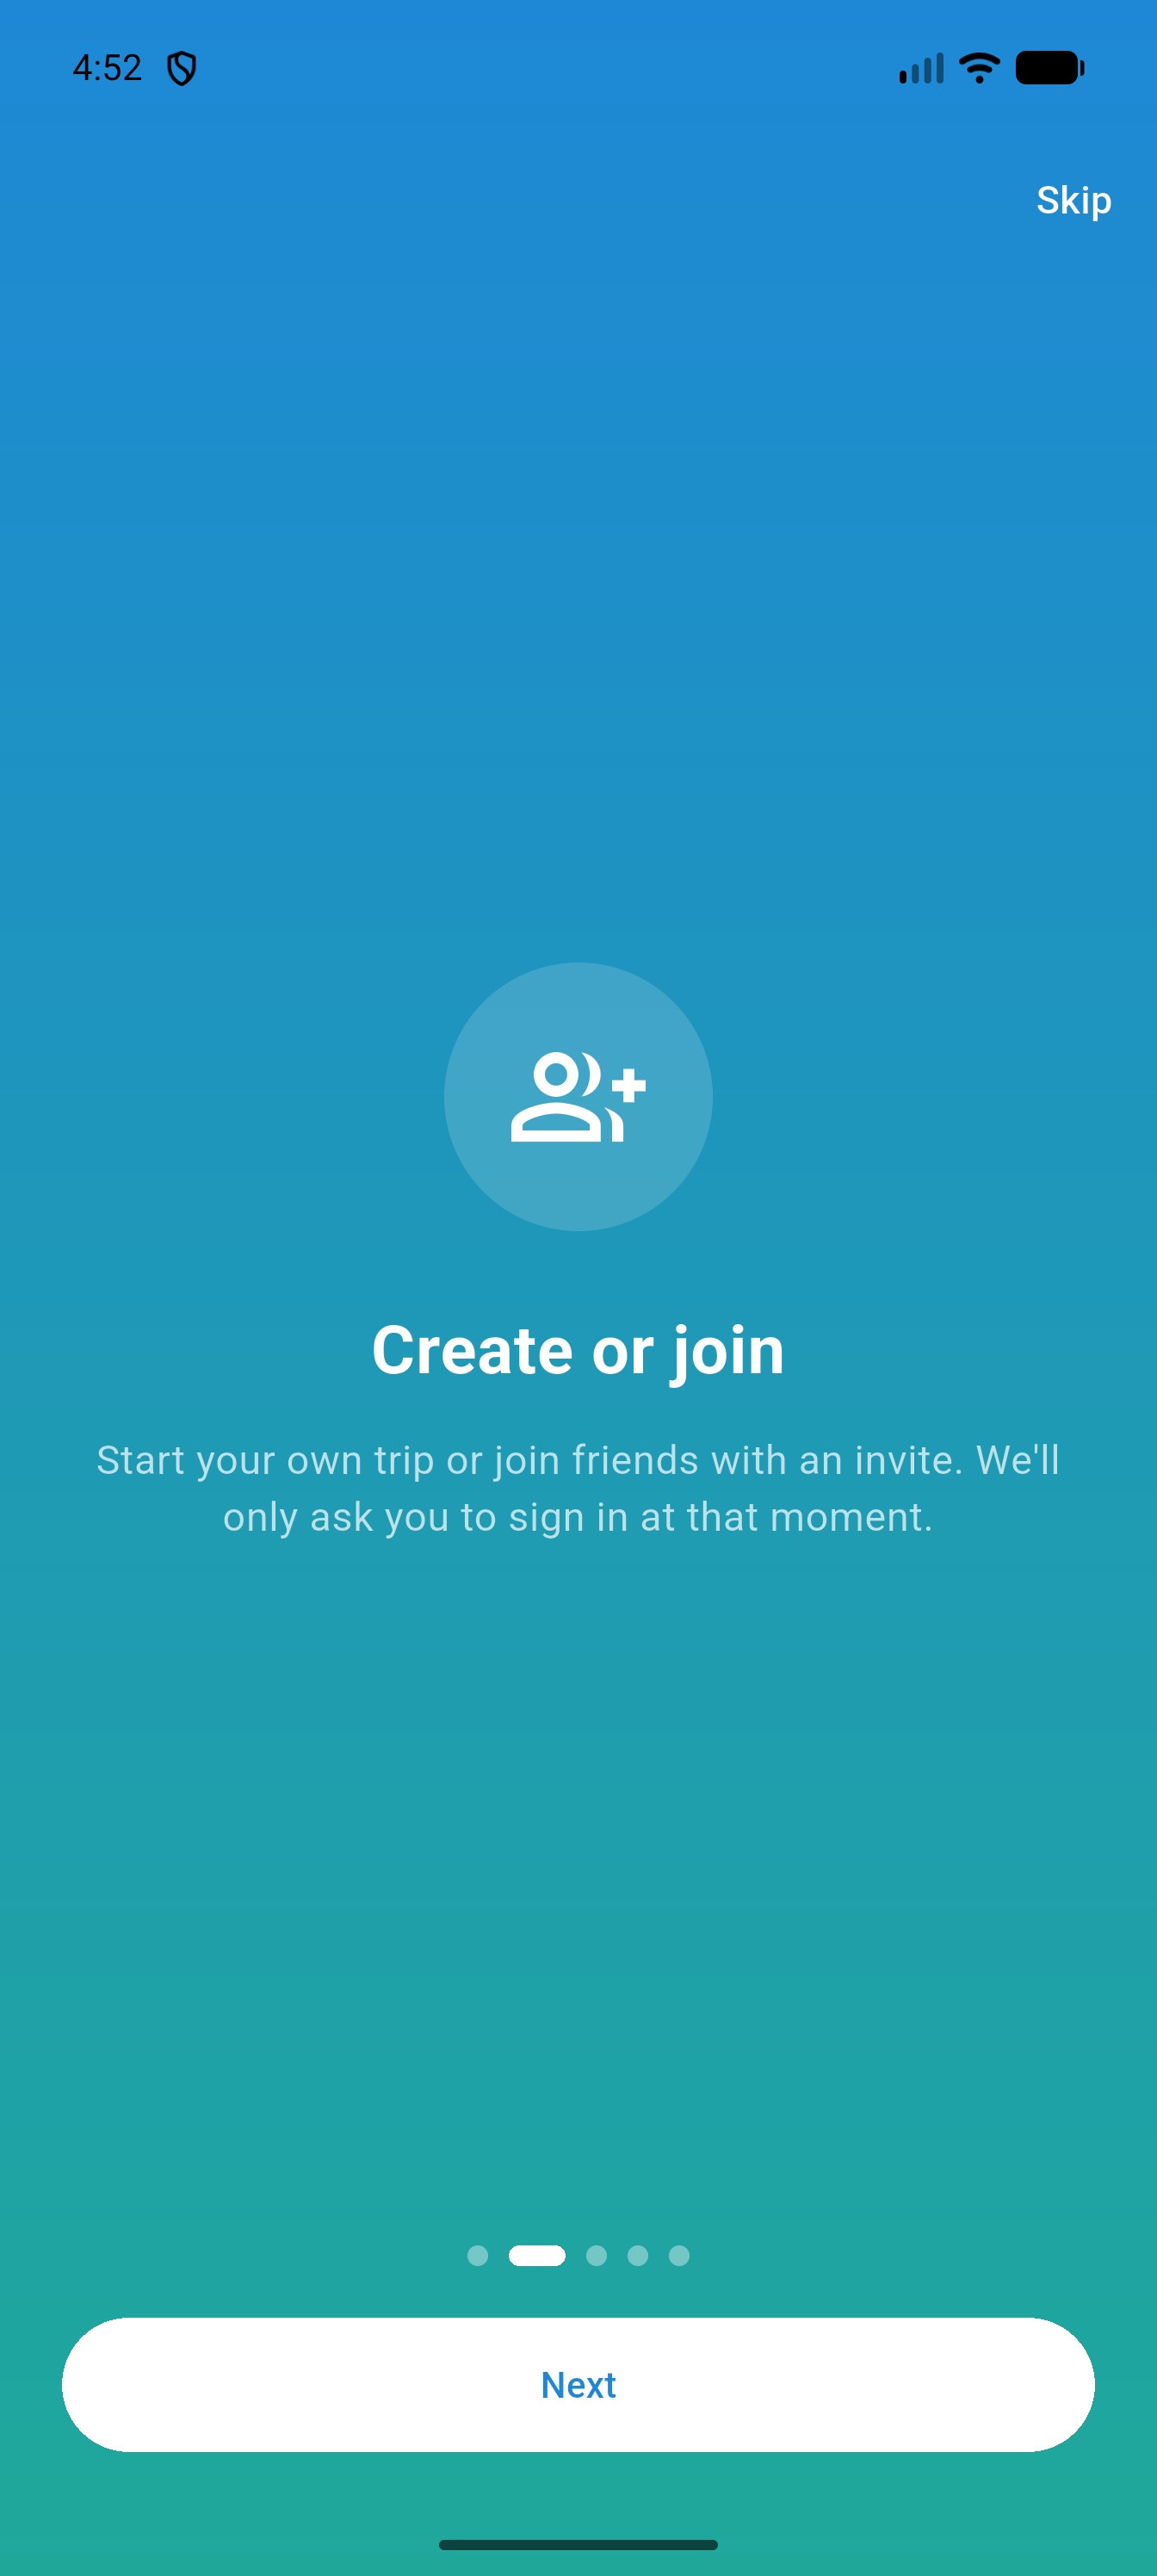 4:52
Skip
Create or join
Start your own trip or join friends with an invite. We'll
only ask you to sign in at that moment.
Next